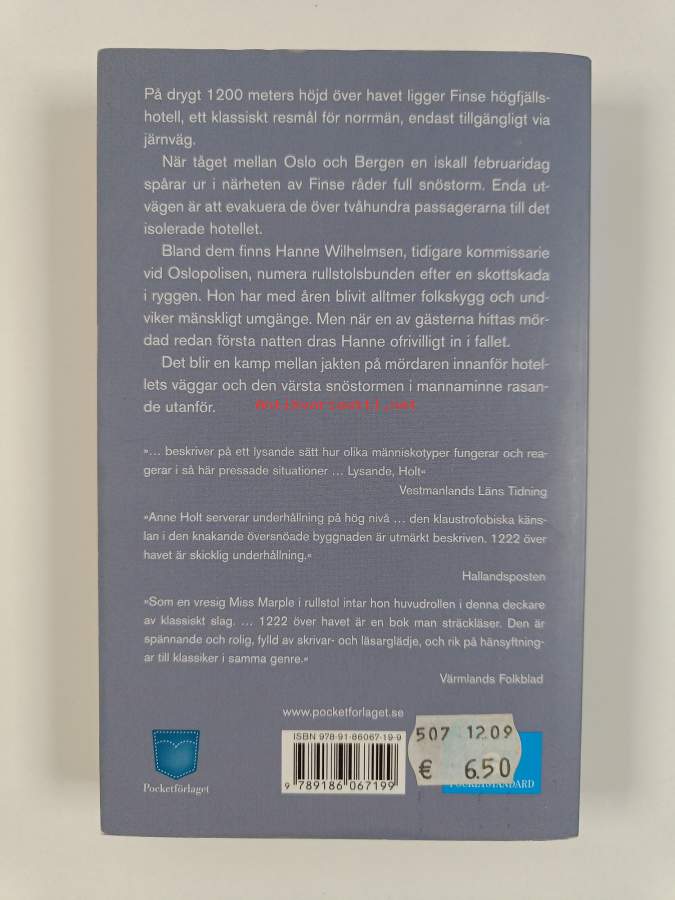 På drygt 1200 meters höjd över havet ligger Finse högfjälls-
hotell, ett klassiskt resmål för norrmän, endast tillgängligt via
järnväg.
När tåget mellan Oslo och Bergen en iskall februaridag
spårar ur i närheten av Finse råder full snöstorm. Enda ut-
vägen är att evakuera de över tvåhundra passagerarna till det
isolerade hotellet.
Bland dem finns Hanne Wilhelmsen, tidigare kommissarie
vid Oslopolisen, numera rullstolsbunden efter en skottskada
i ryggen. Hon har med åren blivit alltmer folkskygg och und-
viker mänskligt umgänge. Men när en av gästerna hittas mör-
dad redan första natten dras Hanne ofrivilligt in i fallet.
Det blir en kamp mellan jakten på mördaren innanför hotel-
lets väggar och den värsta snöstormen i mannaminne rasan-
de utanför.
Antikvariaatti.net
»… beskriver på ett lysande sätt hur olika människotyper fungerar och rea-
gerar i så här pressade situationer … Lysande, Holt«
Vestmanlands Läns Tidning
»Anne Holt serverar underhållning på hög nivå … den klaustrofobiska käns-
lan i den knakande översnöade byggnaden är utmärkt beskriven. 1222 över
havet är skicklig underhållning.«
Hallandsposten
»Som en vresig Miss Marple i rullstol intar hon huvudrollen i denna deckare
av klassiskt slag. … 1222 över havet är en bok man sträckläser. Den är
spännande och rolig, fylld av skrivar- och läsarglädje, och rik på hänsyftning-
ar till klassiker i samma genre.«
Värmlands Folkblad
www.pocketforlaget.se
Pocketförlaget
ISBN 978-91-86067-19-9
9 789186 067199
507 1209
€ 6.50
POCKETSTANDARD